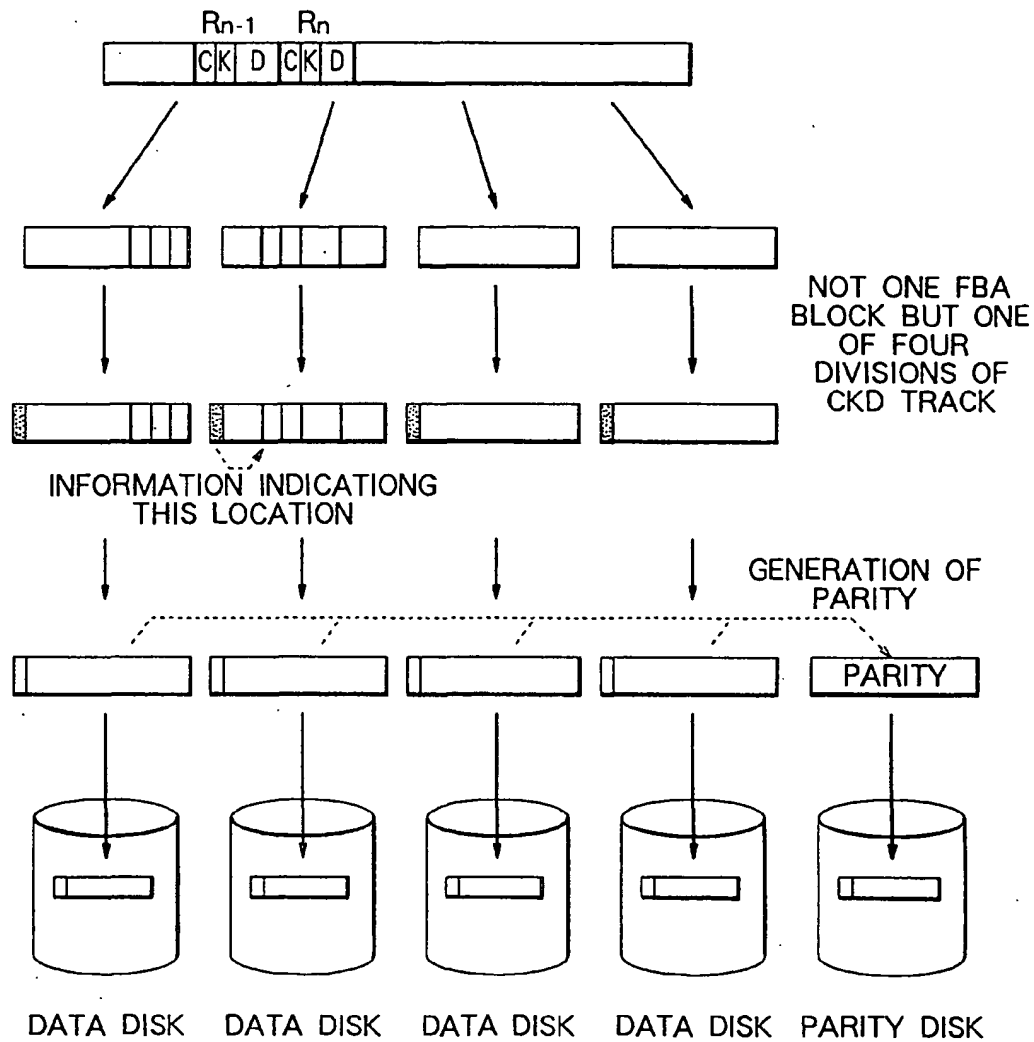 Rn-1 Rn
C K D C K D
NOT ONE FBA
BLOCK BUT ONE
OF FOUR
DIVISIONS OF
CKD TRACK
INFORMATION INDICATIONG
THIS LOCATION
GENERATION OF
PARITY
PARITY
DATA DISK DATA DISK DATA DISK DATA DISK PARITY DISK